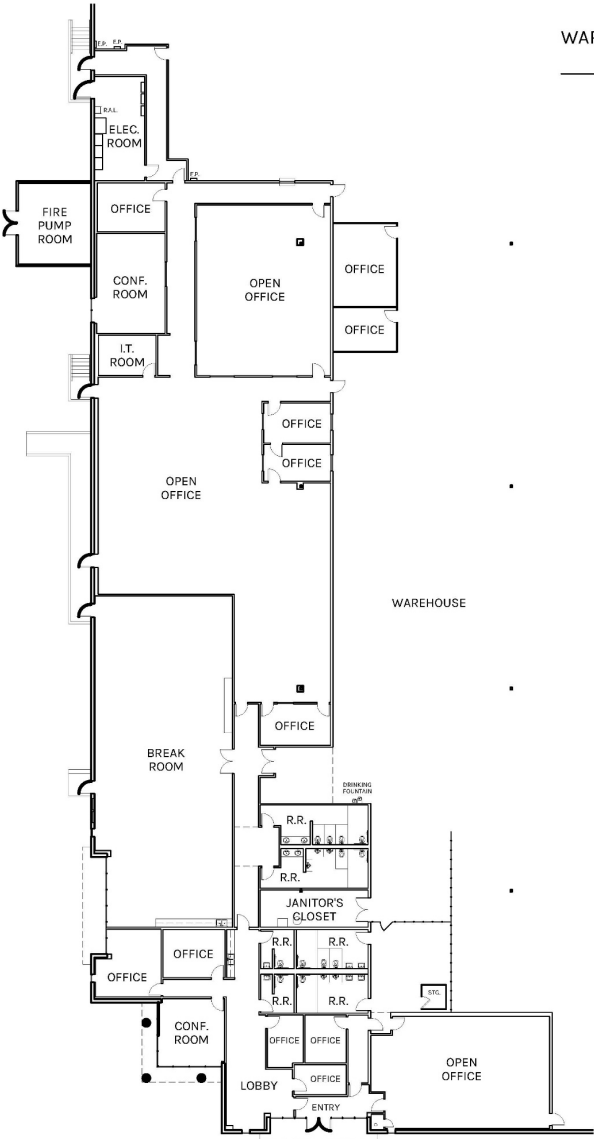 WAR
F.P.
F.P.
R.A.I.
ELEC.
ROOM
F.P.
FIRE
PUMP
ROOM
OFFICE
CONF.
ROOM
OPEN
OFFICE
OFFICE
OFFICE
I.T.
ROOM
OFFICE
OFFICE
OPEN
OFFICE
WAREHOUSE
OFFICE
BREAK
ROOM
DRINKING
FOUNTAIN
R.R.
R.R.
JANITOR'S
CLOSET
R.R.
R.R.
OFFICE
OFFICE
R.R.
R.R.
STG.
CONF.
ROOM
OFFICE
OFFICE
OPEN
OFFICE
OFFICE
LOBBY
ENTRY